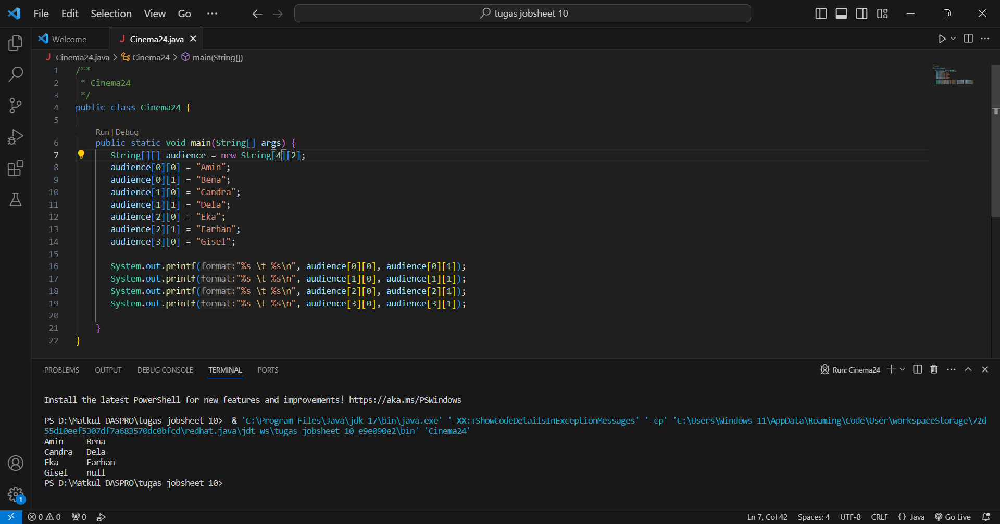 File Edit Selection View Go ··· tugas jobsheet 10
Welcome J Cinema24.java
J Cinema24.java > Cinema24 > main(String[])
1 /**
2 * Cinema24
3 */
4 public class Cinema24 {
5
Run | Debug
6 public static void main(String[] args) {
7 String[][] audience = new String[4][2];
8 audience[0][0] = "Amin";
9 audience[0][1] = "Bena";
10 audience[1][0] = "Candra";
11 audience[1][1] = "Dela";
12 audience[2][0] = "Eka";
13 audience[2][1] = "Farhan";
14 audience[3][0] = "Gisel";
15
16 System.out.printf(format:"%s \t %s\n", audience[0][0], audience[0][1]);
17 System.out.printf(format:"%s \t %s\n", audience[1][0], audience[1][1]);
18 System.out.printf(format:"%s \t %s\n", audience[2][0], audience[2][1]);
19 System.out.printf(format:"%s \t %s\n", audience[3][0], audience[3][1]);
20
21 }
22 }
PROBLEMS OUTPUT DEBUG CONSOLE TERMINAL PORTS Run: Cinema24
Install the latest PowerShell for new features and improvements! https://aka.ms/PSWindows
PS D:\Matkul DASPRO\tugas jobsheet 10> & 'C:\Program Files\Java\jdk-17\bin\java.exe' '-XX:+ShowCodeDetailsInExceptionMessages' '-cp' 'C:\Users\Windows 11\AppData\Roaming\Code\User\workspaceStorage\72d
55d10eef5307df7a683570dc0bfcd\redhat.java\jdt_ws\tugas jobsheet 10_e9e090e2\bin' 'Cinema24'
Amin Bena
Candra Dela
Eka Farhan
Gisel null
PS D:\Matkul DASPRO\tugas jobsheet 10>
1
0 0 0 Ln 7, Col 42 Spaces: 4 UTF-8 CRLF {} Java Go Live